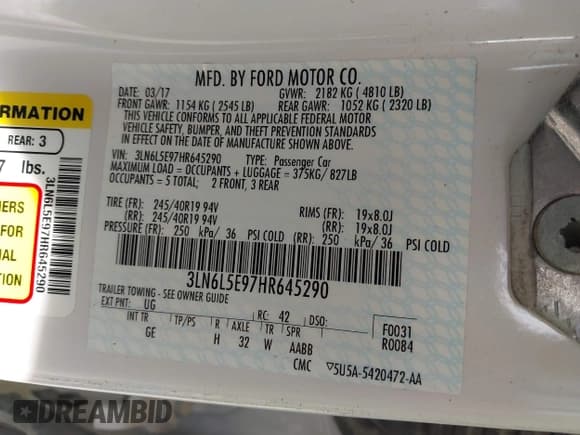 MFD. BY FORD MOTOR CO.
DATE: 03/17 GVWR: 2182 KG ( 4810 LB)
FRONT GAWR: 1154 KG ( 2545 LB) REAR GAWR: 1052 KG ( 2320 LB)
THIS VEHICLE CONFORMS TO ALL APPLICABLE FEDERAL MOTOR
VEHICLE SAFETY, BUMPER, AND THEFT PREVENTION STANDARDS
IN EFFECT ON THE DATE OF MANUFACTURE SHOWN ABOVE.
VIN: 3LN6L5E97HR645290 TYPE: Passenger Car
MAXIMUM LOAD = OCCUPANTS + LUGGAGE = 375KG/ 827LB
OCCUPANTS = 5 TOTAL; 2 FRONT, 3 REAR
TIRE (FR): 245/40R19 94V RIMS (FR): 19x8.0J
(RR): 245/40R19 94V (RR): 19x8.0J
PRESSURE (FR): 250 kPa/ 36 PSI COLD (RR): 250 kPa/ 36 PSI COLD
3LN6L5E97HR645290
TRAILER TOWING - SEE OWNER GUIDE
EXT PNT: UG RC: 42 DSO: F0031
INT TR TP/PS R AXLE TR SPR R0084
GE H 32 W AABB
CMC ▽5U5A-5420472-AA
ORMATION
REAR: 3
7 lbs.
3LN6L5E97HR645290
IERS
FOR
NAL
TION
DREAMBID